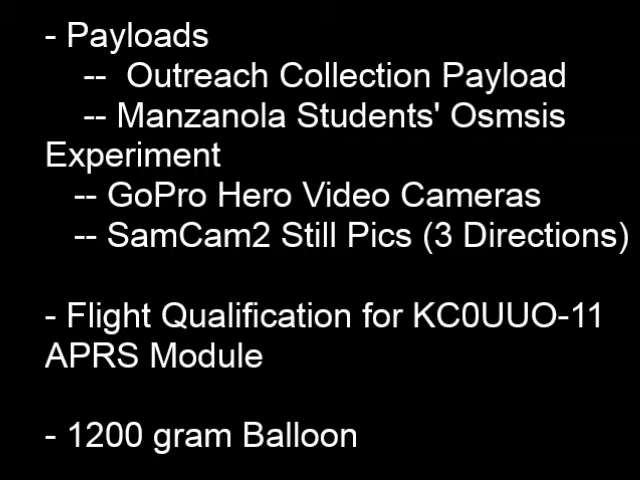 - Payloads
-- Outreach Collection Payload
-- Manzanola Students' Osmsis
Experiment
-- GoPro Hero Video Cameras
-- SamCam2 Still Pics (3 Directions)
- Flight Qualification for KC0UUO-11
APRS Module
- 1200 gram Balloon